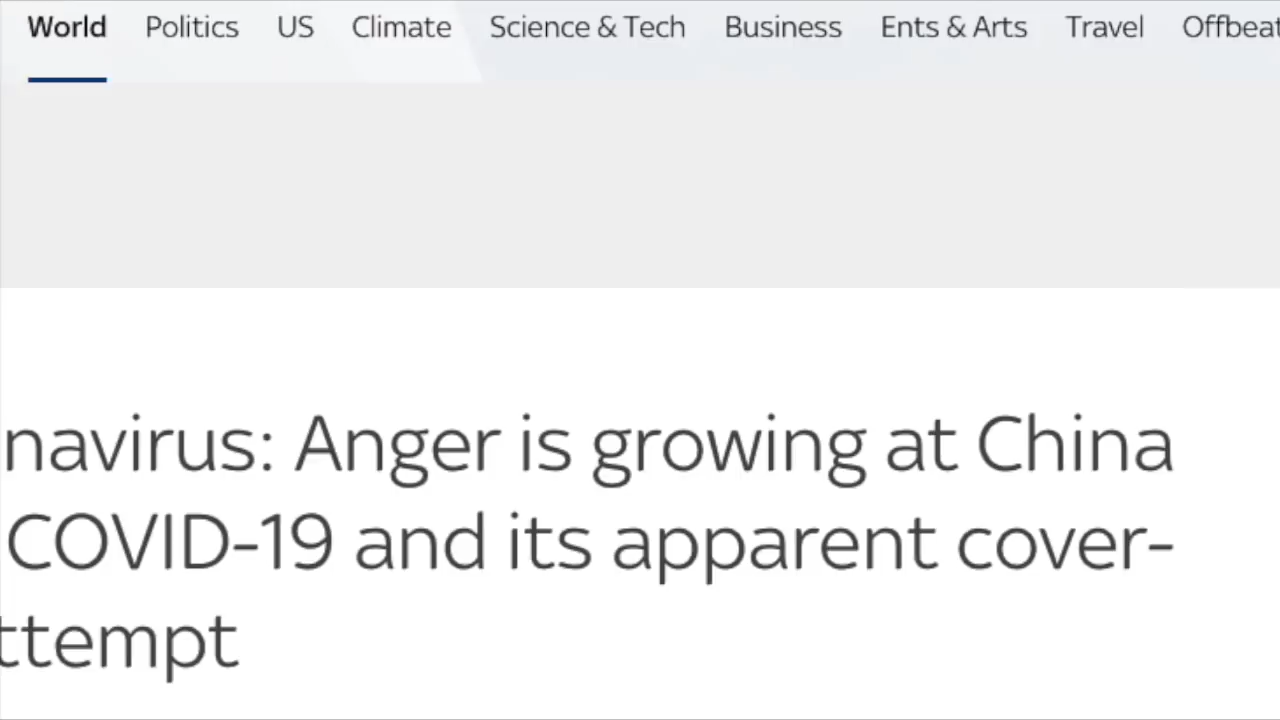 World Politics US Climate Science & Tech Business Ents & Arts Travel Offbeat
navirus: Anger is growing at China
COVID-19 and its apparent cover-
ttempt